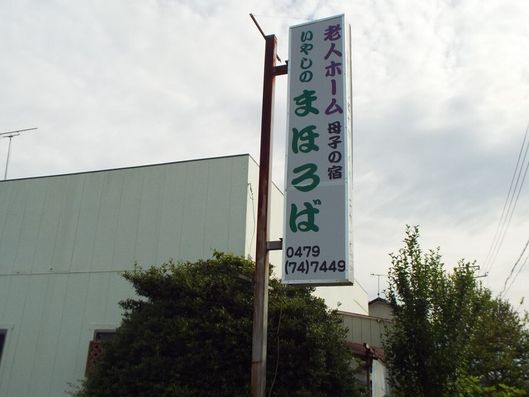 老人ホーム 母子の宿
いやしの まほろば
0479
(74)7449